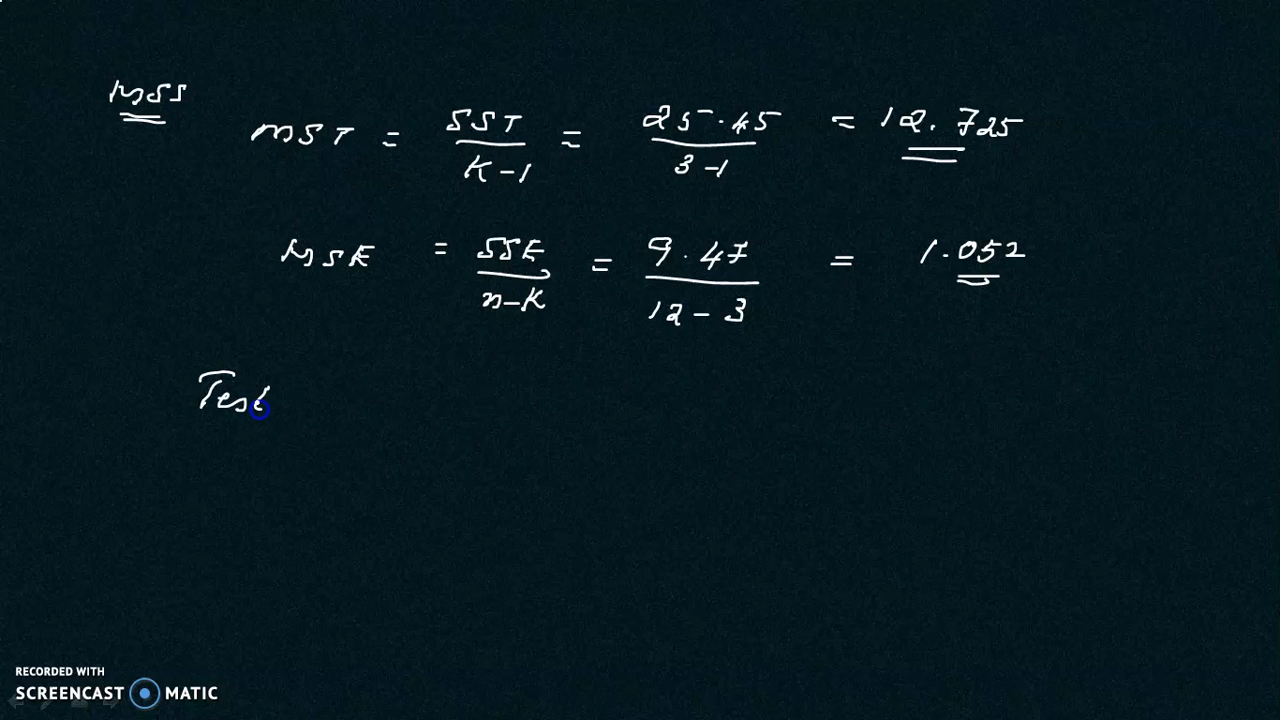 MSS
MST = SST / K-1 = 25.45 / 3-1 = 12.725
MSE = SSE / n-K = 9.47 / 12-3 = 1.052
Test
RECORDED WITH
SCREENCAST MATIC